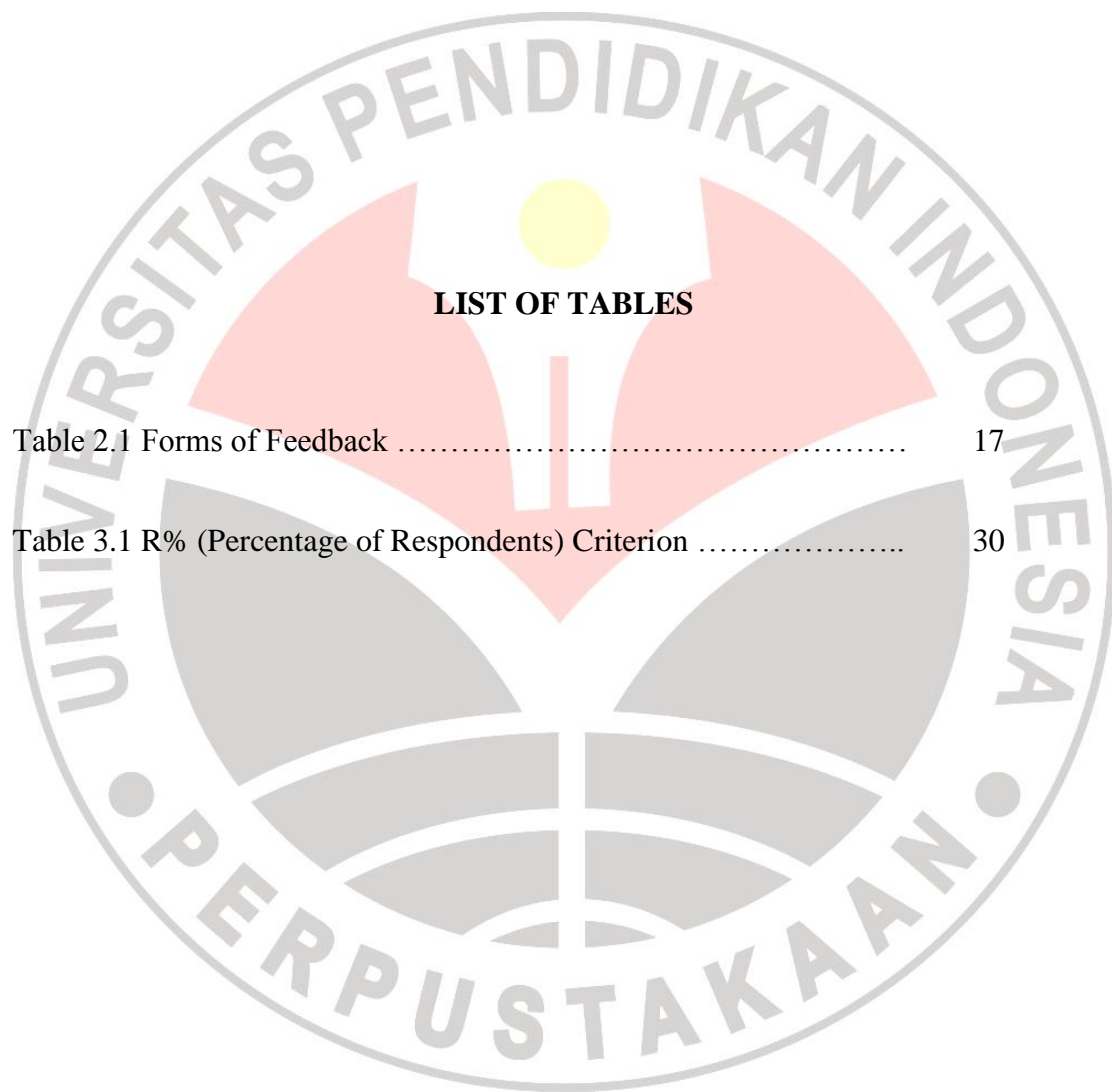 UNIVERSITAS PENDIDIKAN INDONESIA
LIST OF TABLES
Table 2.1 Forms of Feedback ………………………………………… 17
Table 3.1 R% (Percentage of Respondents) Criterion ……………….. 30
PERPUSTAKAAN